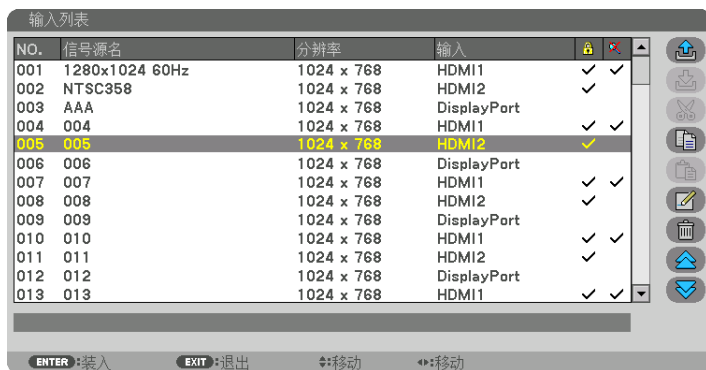 输入列表
NO. 信号源名 分辨率 输入
001 1280x1024 60Hz 1024 x 768 HDMI1
002 NTSC358 1024 x 768 HDMI2
003 AAA 1024 x 768 DisplayPort
004 004 1024 x 768 HDMI1
005 005 1024 x 768 HDMI2
006 006 1024 x 768 DisplayPort
007 007 1024 x 768 HDMI1
008 008 1024 x 768 HDMI2
009 009 1024 x 768 DisplayPort
010 010 1024 x 768 HDMI1
011 011 1024 x 768 HDMI2
012 012 1024 x 768 DisplayPort
013 013 1024 x 768 HDMI1
ENTER:装入 EXIT:退出 :移动 :移动